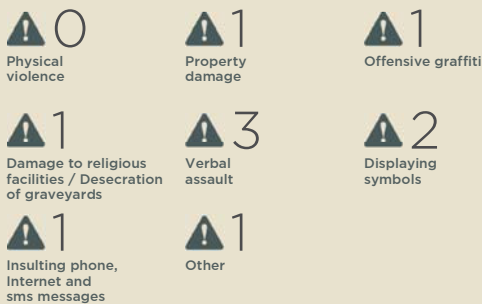 0
Physical
violence
1
Property
damage
1
Offensive graffiti
1
Damage to religious
facilities / Desecration
of graveyards
3
Verbal
assault
2
Displaying
symbols
1
Insulting phone,
Internet and
sms messages
1
Other